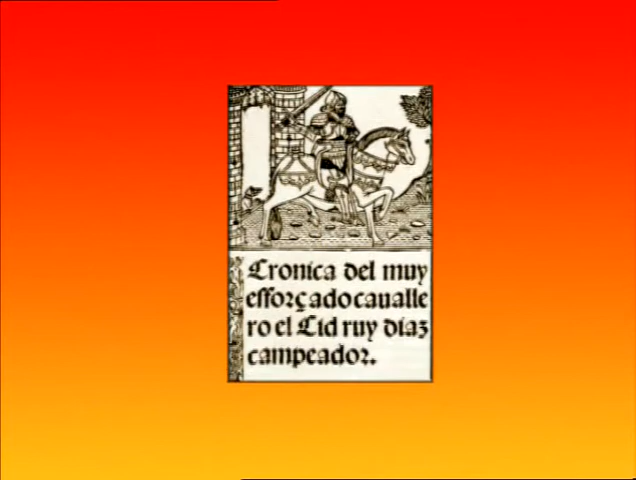 Cronica del muy
efforçado caualle
ro el Cid ruy diaz
campeador.